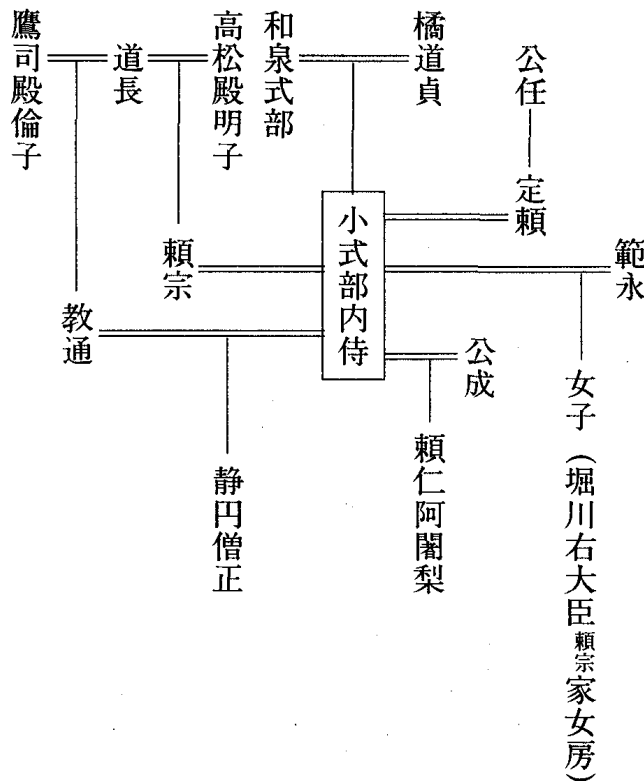 範永
女子（堀川右大臣頼宗家女房）
公任
定頼
公成
頼仁阿闍梨
橘道貞
小式部内侍
和泉式部
高松殿明子
頼宗
静円僧正
道長
教通
鷹司殿倫子